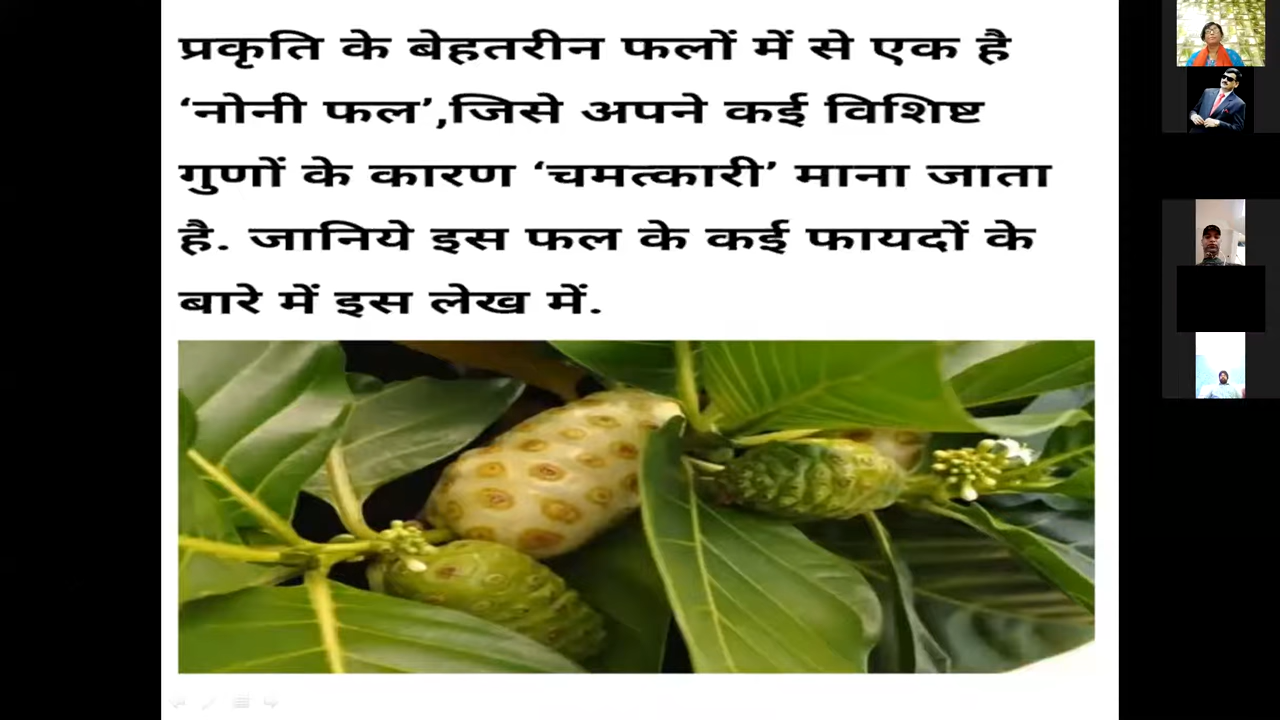 प्रकृति के बेहतरीन फलों में से एक है
‘नोनी फल’,जिसे अपने कई विशिष्ट
गुणों के कारण ‘चमत्कारी’ माना जाता
है. जानिये इस फल के कई फायदों के
बारे में इस लेख में.